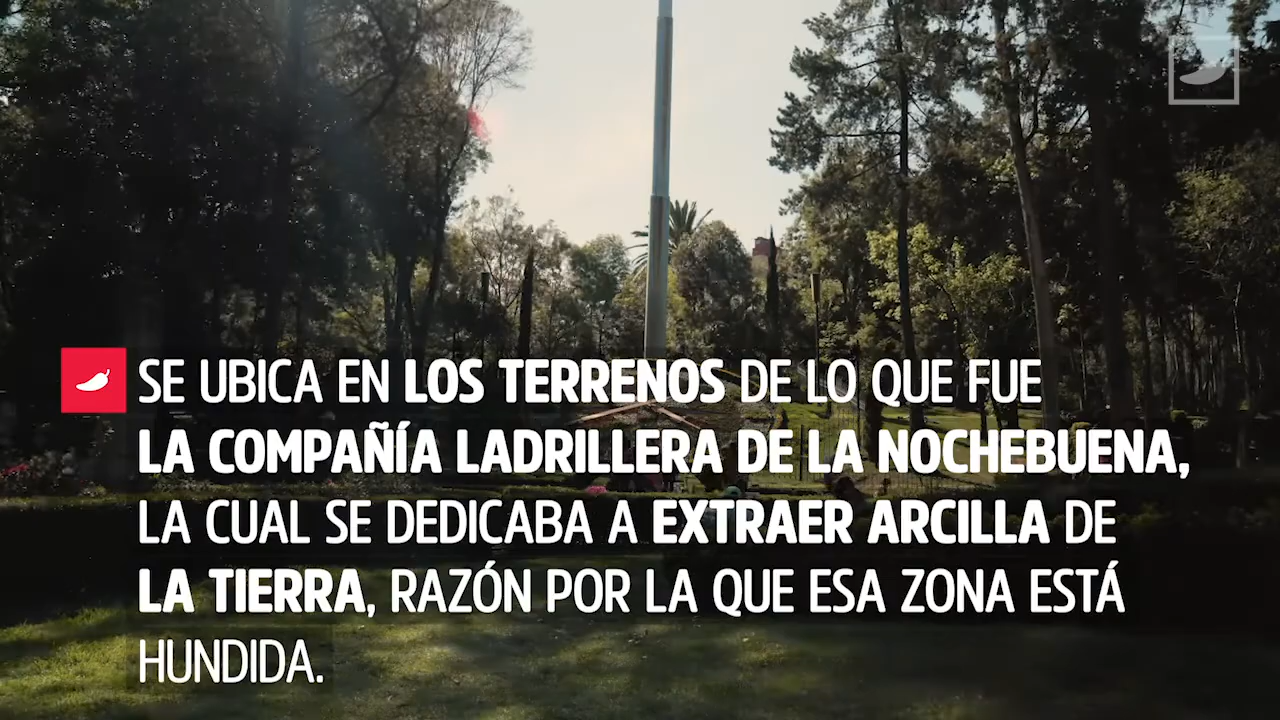 SE UBICA EN LOS TERRENOS DE LO QUE FUE
LA COMPAÑÍA LADRILLERA DE LA NOCHEBUENA,
LA CUAL SE DEDICABA A EXTRAER ARCILLA DE
LA TIERRA, RAZÓN POR LA QUE ESA ZONA ESTÁ
HUNDIDA.